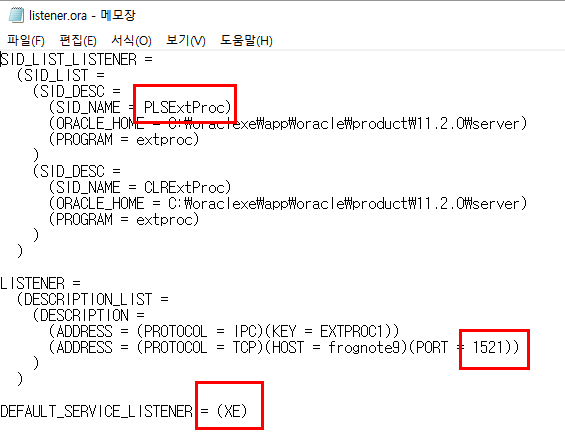 listener.ora - 메모장
파일(F) 편집(E) 서식(O) 보기(V) 도움말(H)
SID_LIST_LISTENER =
  (SID_LIST =
    (SID_DESC =
      (SID_NAME = PLSExtProc)
      (ORACLE_HOME = C:₩oraclexe₩app₩oracle₩product₩11.2.0₩server)
      (PROGRAM = extproc)
    )
    (SID_DESC =
      (SID_NAME = CLRExtProc)
      (ORACLE_HOME = C:₩oraclexe₩app₩oracle₩product₩11.2.0₩server)
      (PROGRAM = extproc)
    )
  )
LISTENER =
  (DESCRIPTION_LIST =
    (DESCRIPTION =
      (ADDRESS = (PROTOCOL = IPC)(KEY = EXTPROC1))
      (ADDRESS = (PROTOCOL = TCP)(HOST = frognote9)(PORT = 1521))
    )
  )
DEFAULT_SERVICE_LISTENER = (XE)